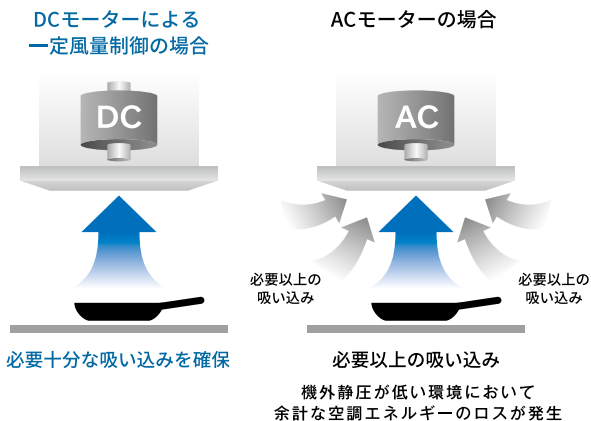 DCモーターによる
一定風量制御の場合
DC
必要十分な吸い込みを確保
ACモーターの場合
AC
必要以上の
吸い込み
必要以上の
吸い込み
必要以上の吸い込み
機外静圧が低い環境において
余計な空調エネルギーのロスが発生